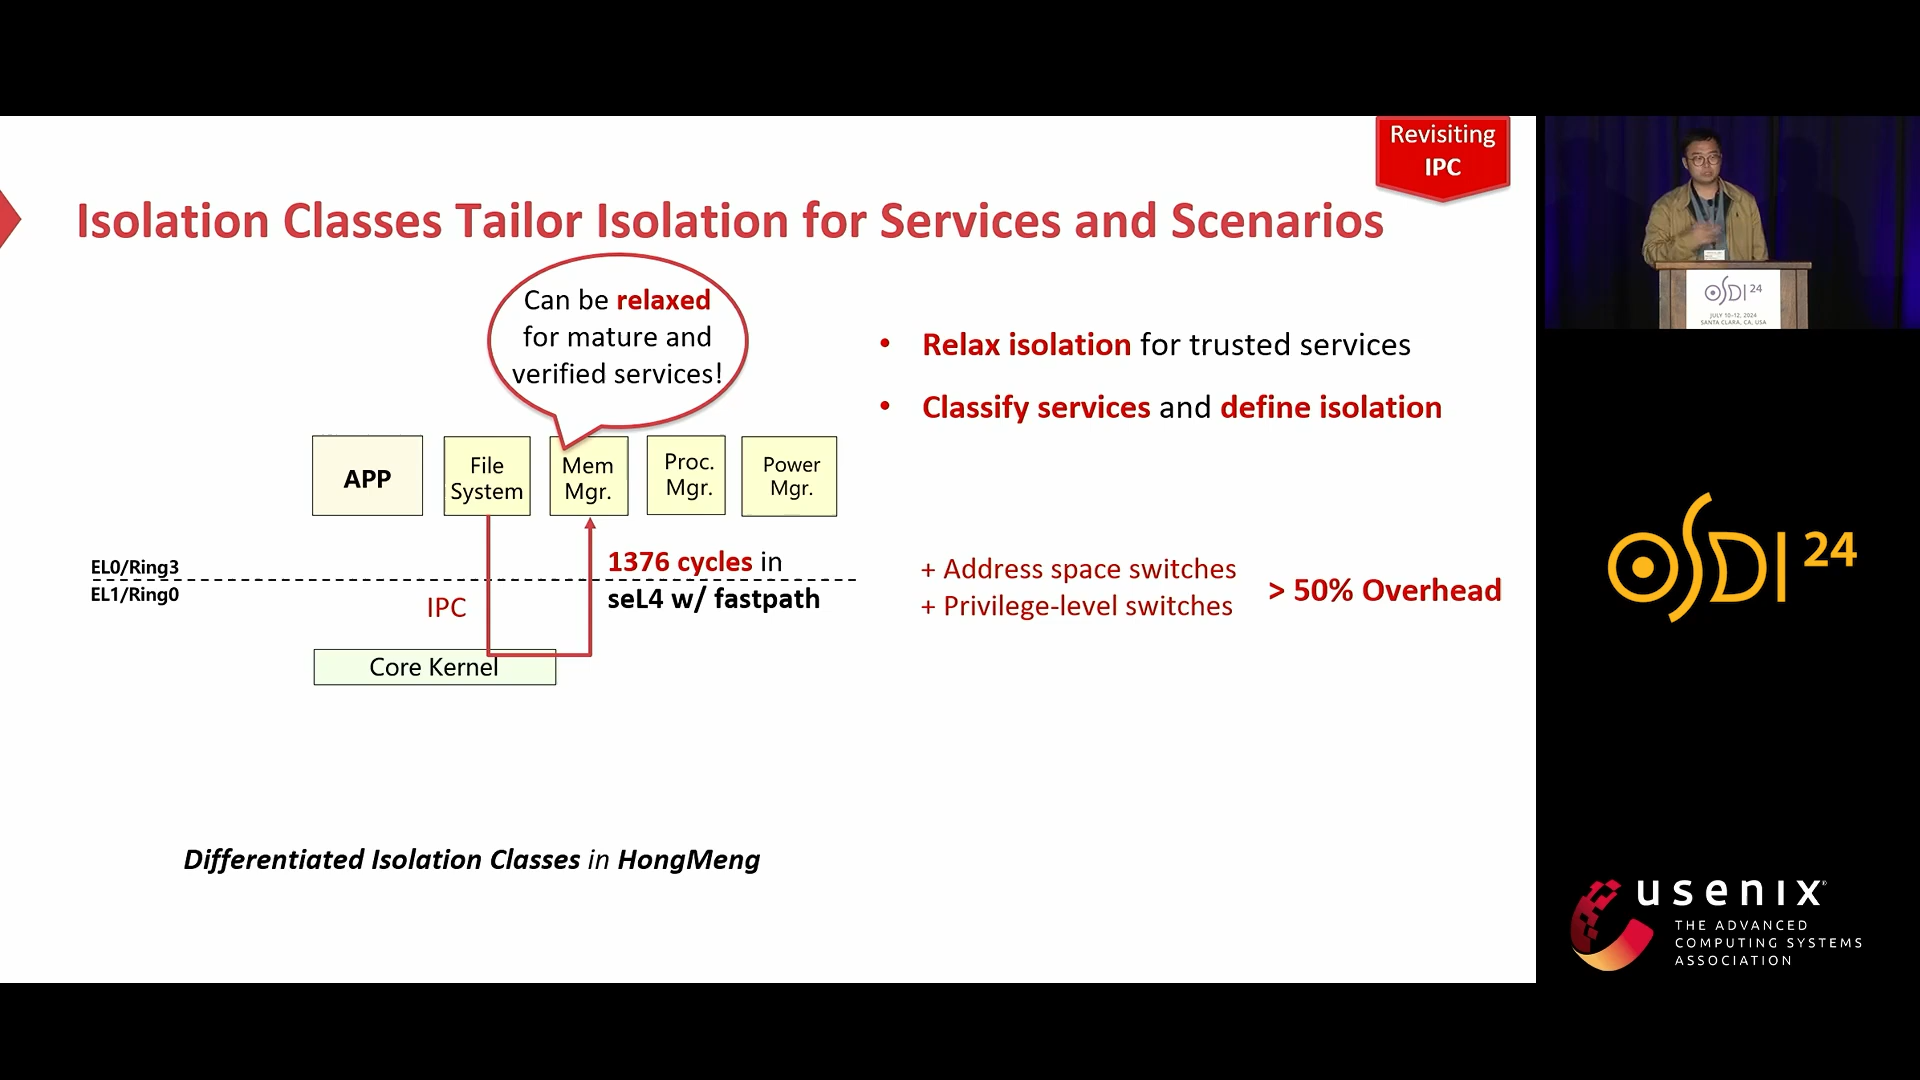 Revisiting
IPC
Isolation Classes Tailor Isolation for Services and Scenarios
Can be relaxed
for mature and
verified services!
• Relax isolation for trusted services
• Classify services and define isolation
APP
File
System
Mem
Mgr.
Proc.
Mgr.
Power
Mgr.
EL0/Ring3
EL1/Ring0
IPC
1376 cycles in
seL4 w/ fastpath
+ Address space switches
+ Privilege-level switches
> 50% Overhead
Core Kernel
Differentiated Isolation Classes in HongMeng
OSDI 24
JULY 10–12, 2024
SANTA CLARA, CA, USA
OSDI 24
usenix®
THE ADVANCED
COMPUTING SYSTEMS
ASSOCIATION